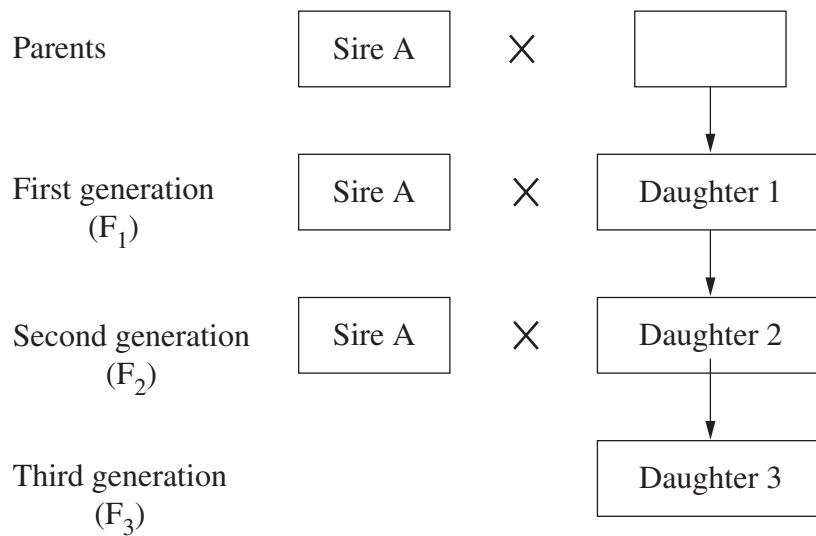 Parents Sire A X
First generation Sire A X Daughter 1
(F₁)
Second generation Sire A X Daughter 2
(F₂)
Third generation Daughter 3
(F₃)